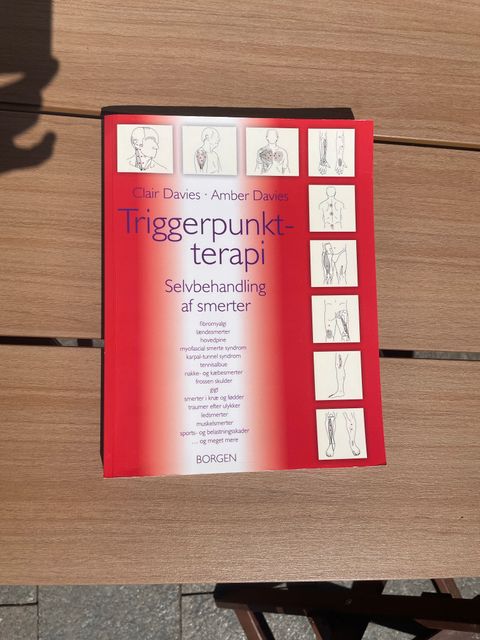 Clair Davies · Amber Davies
Triggerpunkt-
terapi
Selvbehandling
af smerter
fibromyalgi
lændesmerter
hovedpine
myofascial smerte syndrom
karpal-tunnel syndrom
tennisalbue
nakke- og kæbesmerter
frossen skulder
gigt
smerter i knæ og fødder
traumer efter ulykker
ledsmerter
muskelsmerter
sports- og belastningsskader
... og meget mere
BORGEN